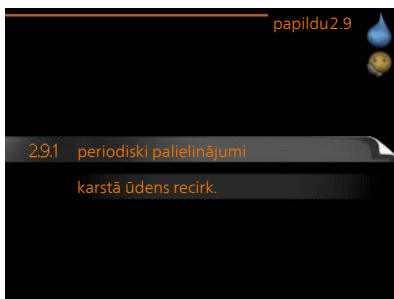 papildu2.9
2.9.1 periodiski palielinājumi
karstā ūdens recirk.